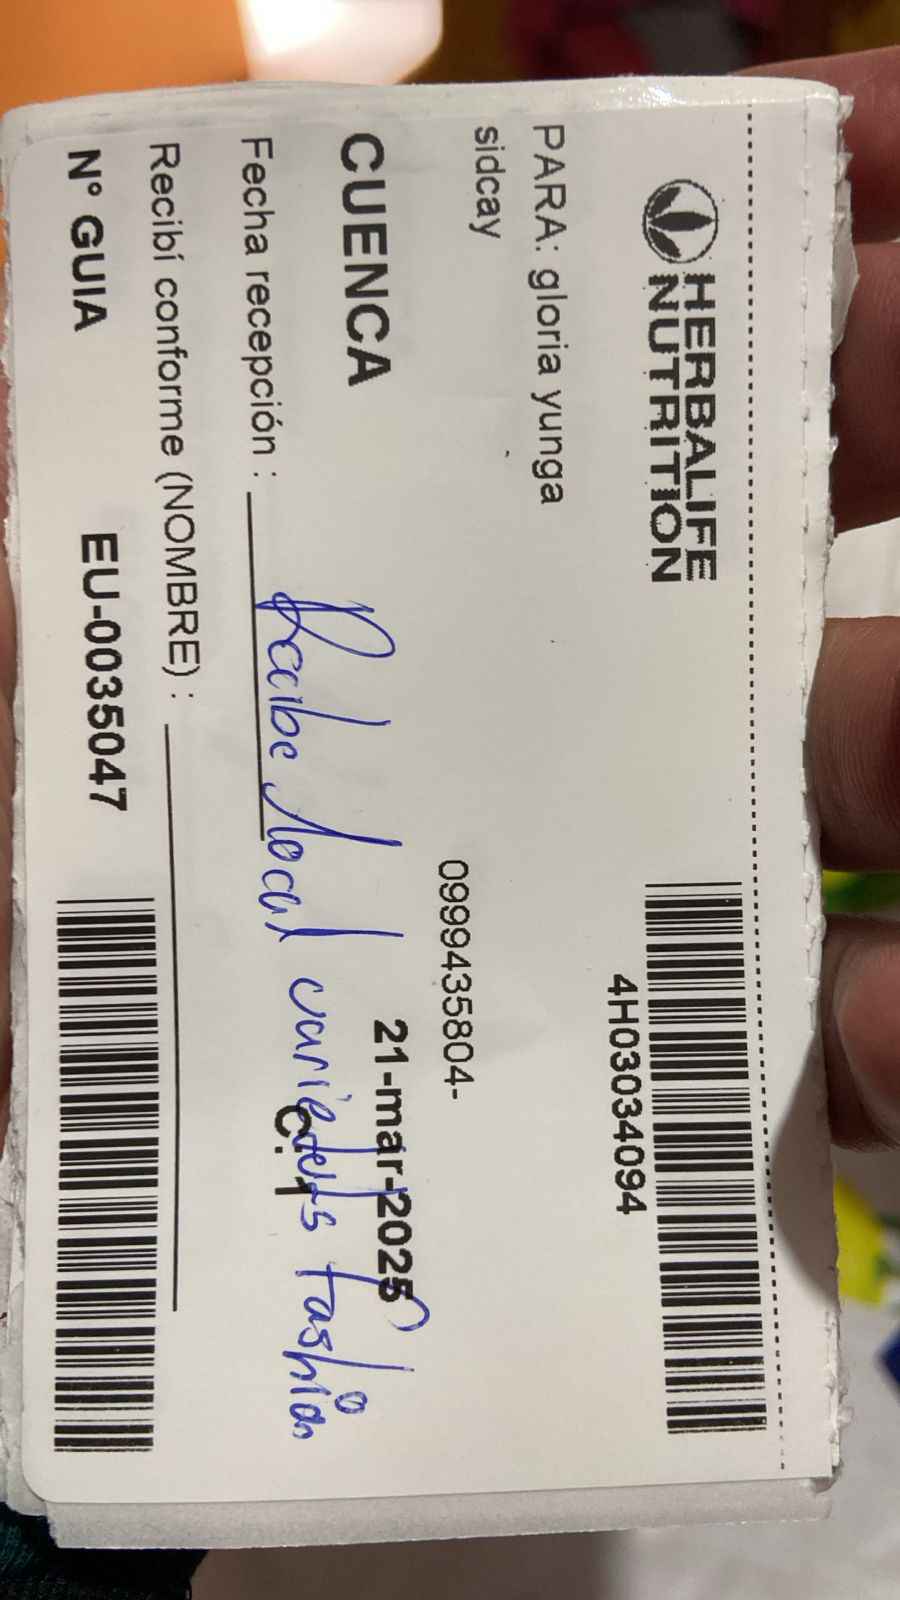 HERBALIFE
NUTRITION
4H03034094
PARA: gloria yunga
sidcay
0999435804-
CUENCA
21-mar-2025
Fecha recepción :
C.1
Recibe local variedades fashion
Recibí conforme (NOMBRE) :
N° GUIA EU-0035047